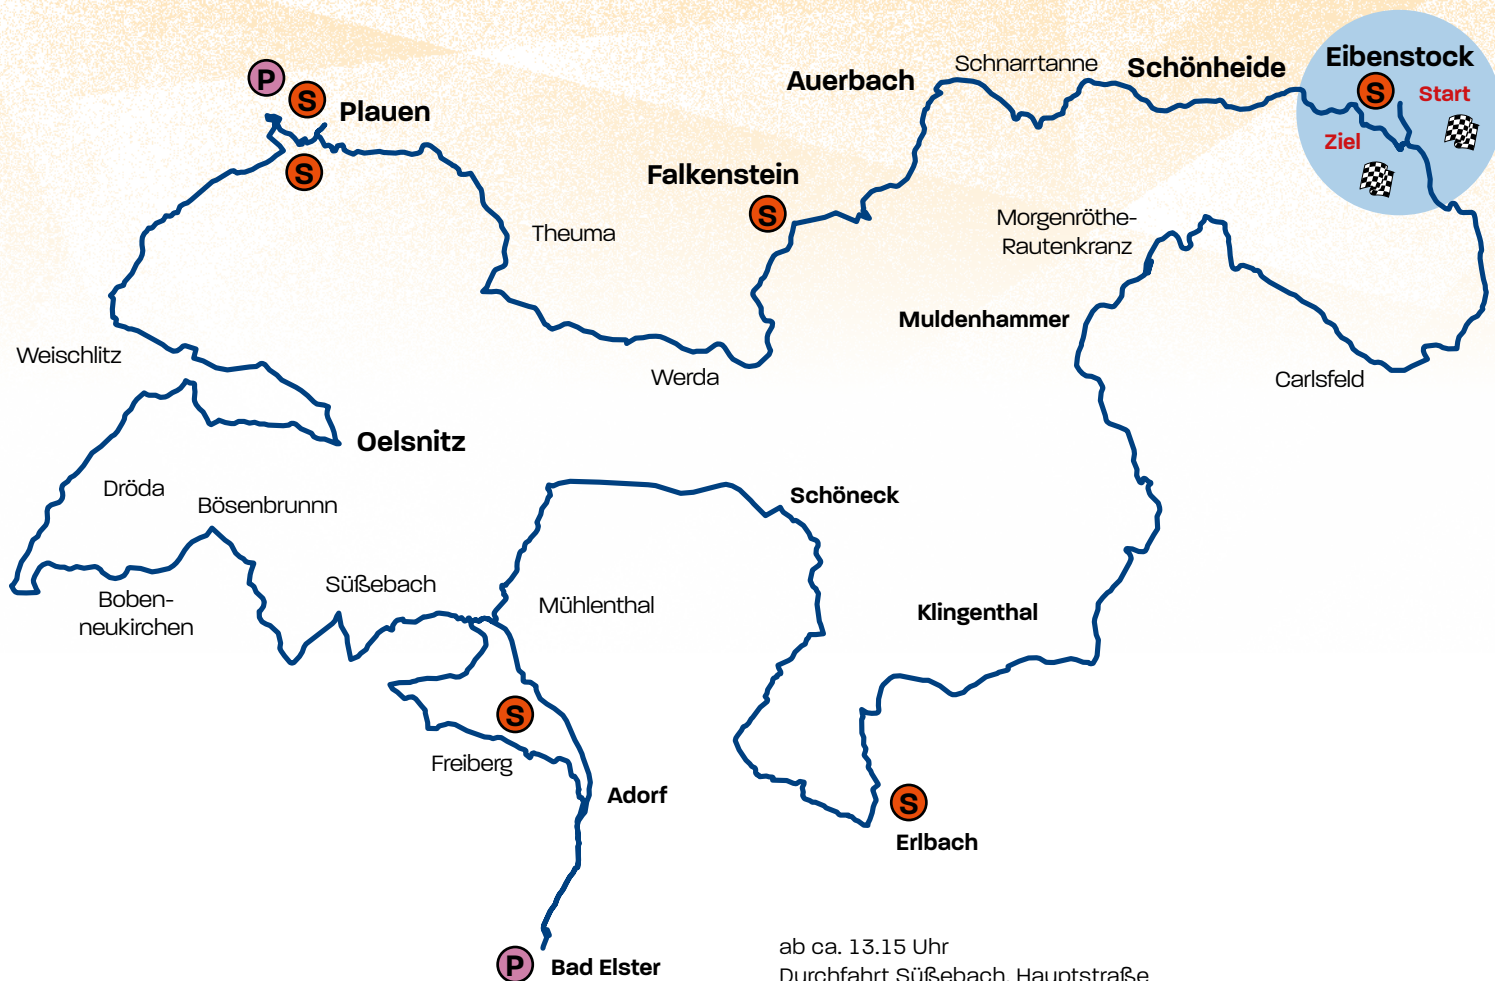 Eibenstock
S
Start
Ziel
Schönheide
Schnarrtanne
Auerbach
P
S
Plauen
S
Falkenstein
S
Theuma
Morgenröthe-
Rautenkranz
Muldenhammer
Weischlitz
Werda
Carlsfeld
Oelsnitz
Dröda
Bösenbrunnn
Schöneck
Süßebach
Mühlenthal
Klingenthal
Boben-
neukirchen
S
Freiberg
Adorf
S
Erlbach
P
Bad Elster
ab ca. 13.15 Uhr
Durchfahrt Süßebach, Hauptstraße